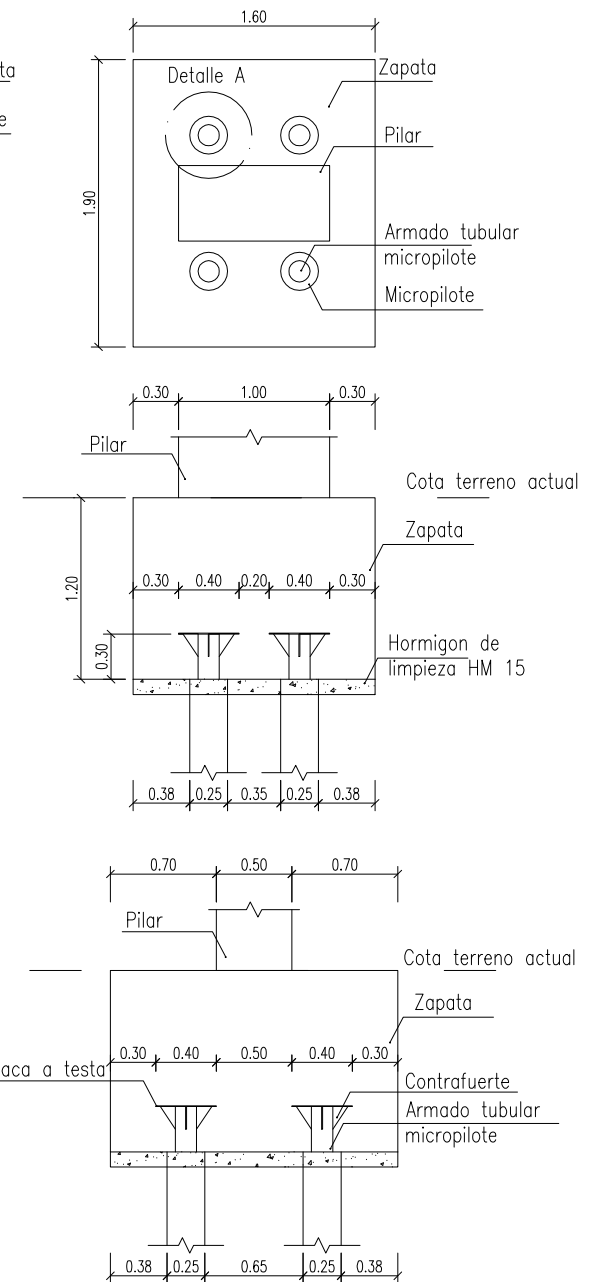 1.60
Detalle A
Zapata
Pilar
1.90
Armado tubular
micropilote
Micropilote
0.30 1.00 0.30
Pilar
Cota terreno actual
Zapata
1.20
0.30 0.40 0.20 0.40 0.30
0.30
Hormigon de
limpieza HM 15
0.38 0.25 0.35 0.25 0.38
0.70 0.50 0.70
Pilar
Cota terreno actual
Zapata
0.30 0.40 0.50 0.40 0.30
aca a testa
Contrafuerte
Armado tubular
micropilote
0.38 0.25 0.65 0.25 0.38